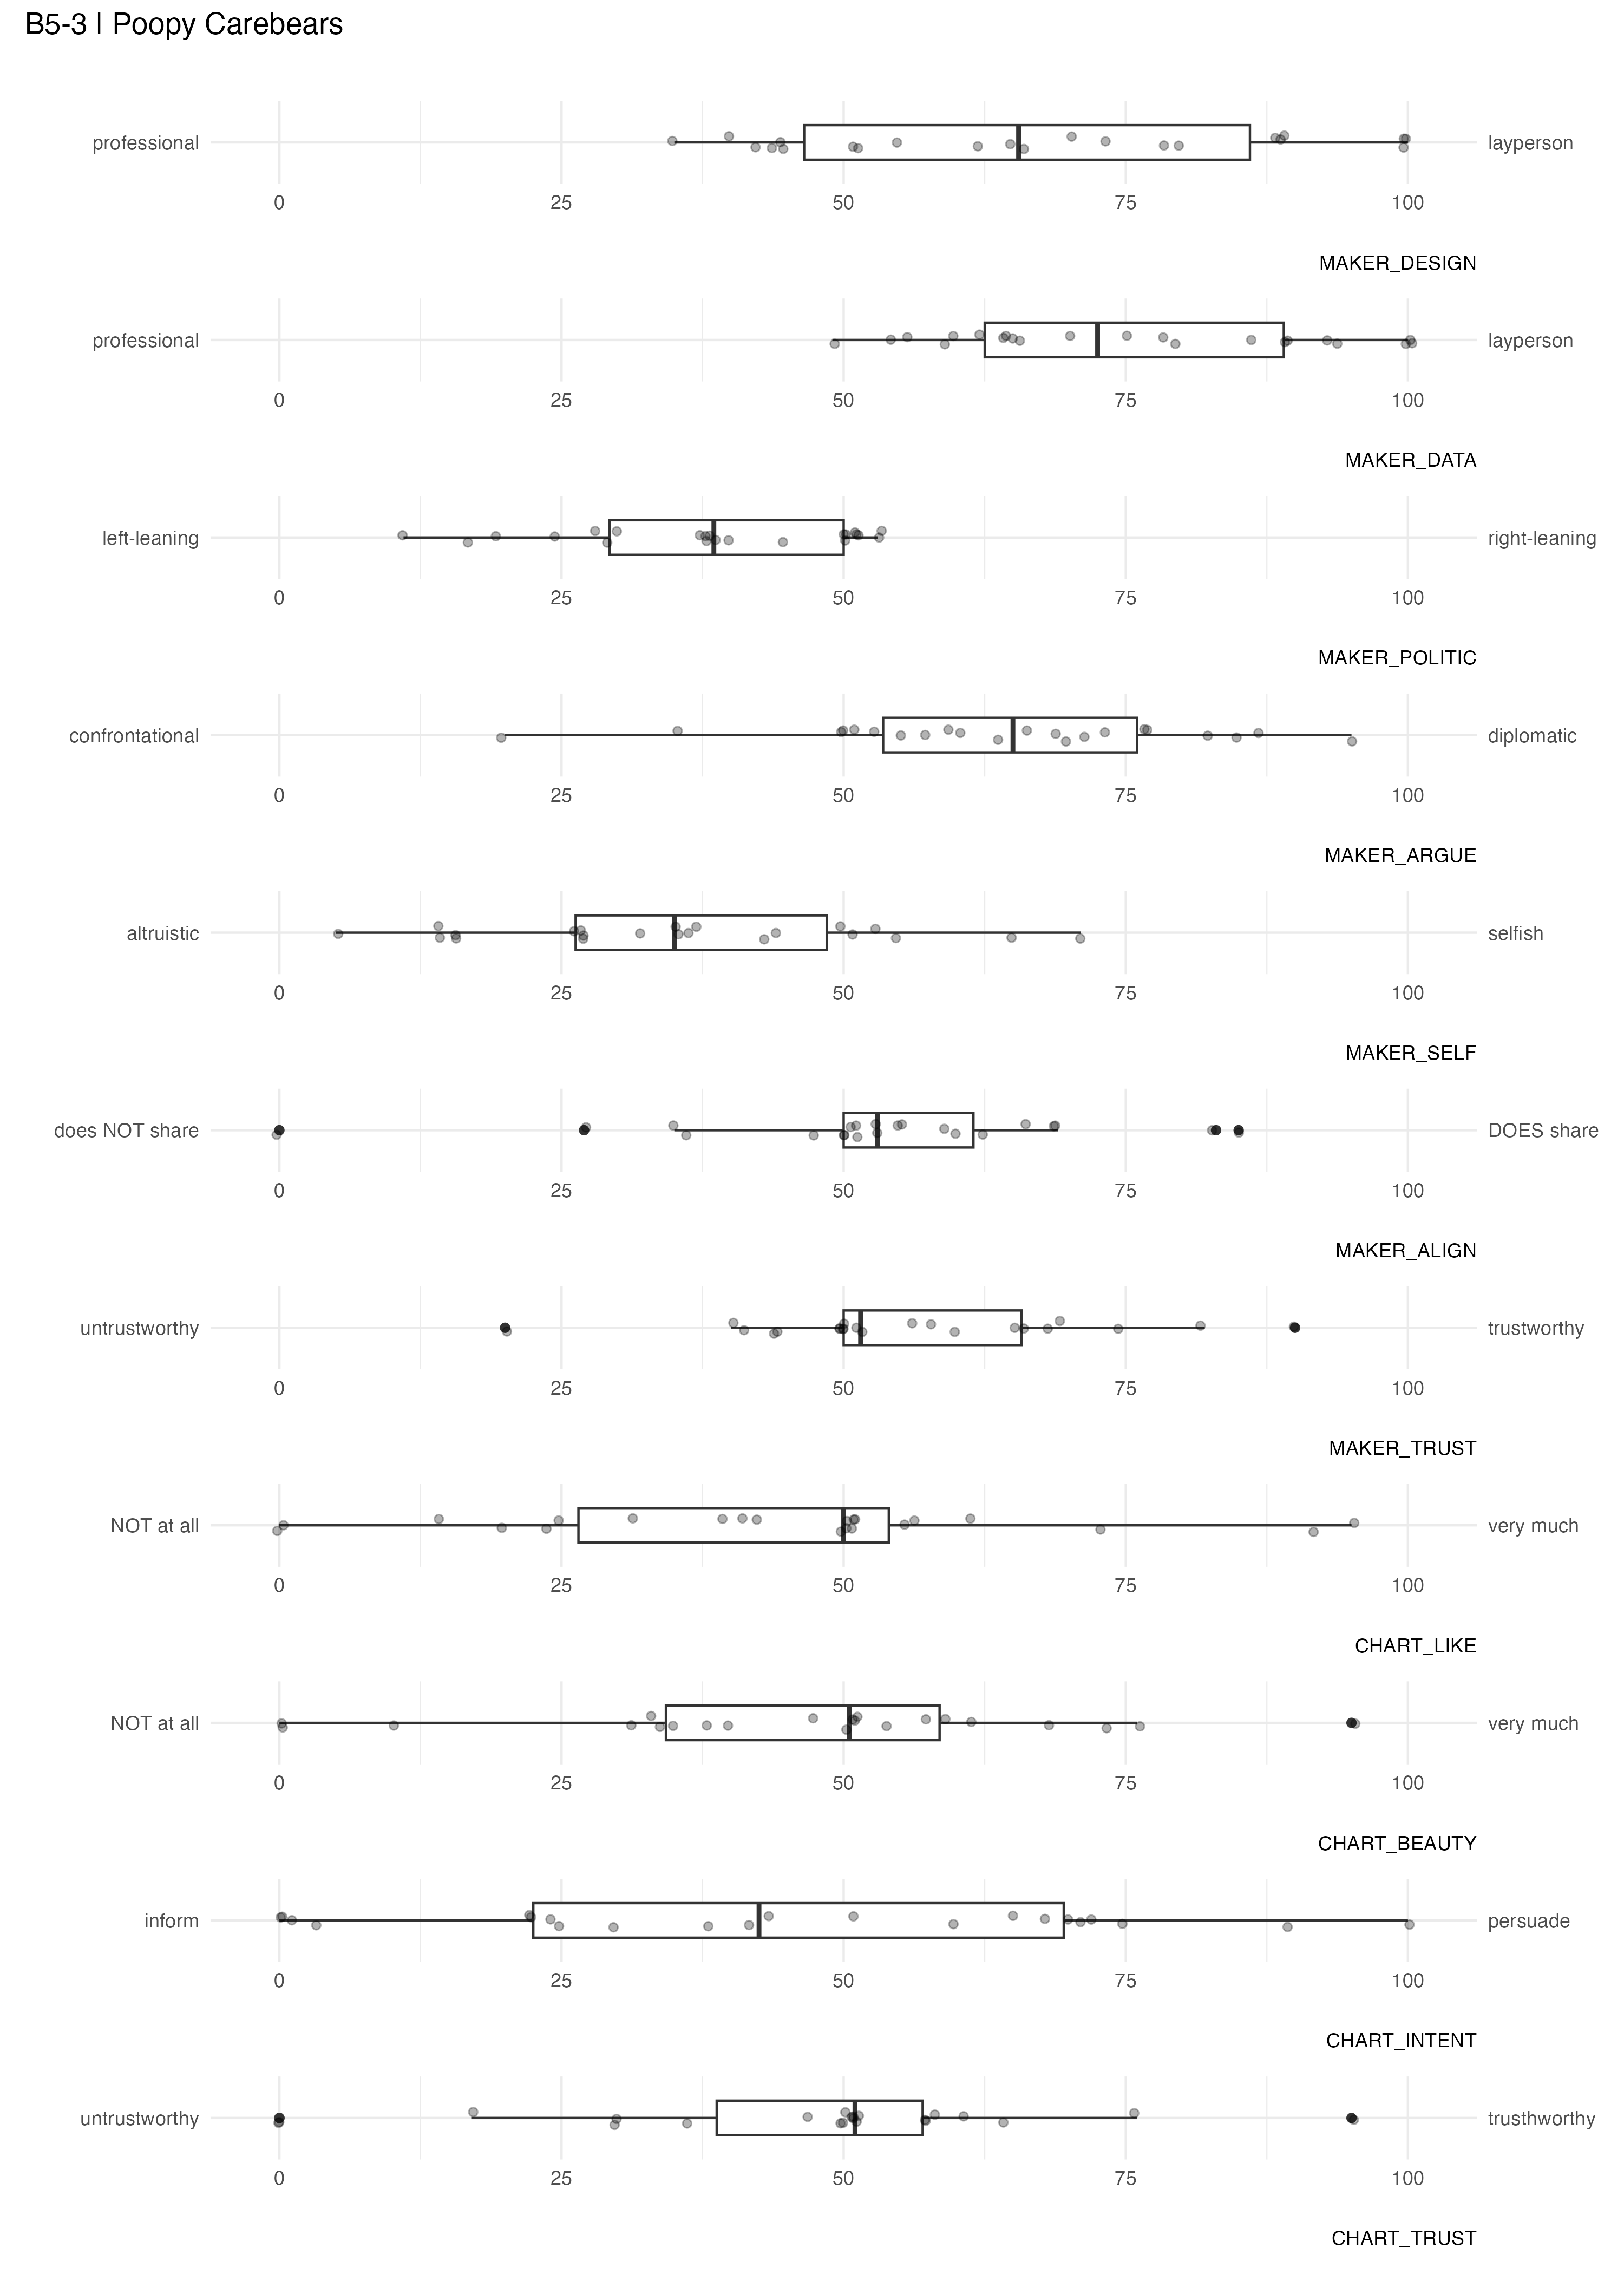 B5-3 | Poopy Carebears
professional layperson
0 25 50 75 100
MAKER_DESIGN
professional layperson
0 25 50 75 100
MAKER_DATA
left-leaning right-leaning
0 25 50 75 100
MAKER_POLITIC
confrontational diplomatic
0 25 50 75 100
MAKER_ARGUE
altruistic selfish
0 25 50 75 100
MAKER_SELF
does NOT share DOES share
0 25 50 75 100
MAKER_ALIGN
untrustworthy trustworthy
0 25 50 75 100
MAKER_TRUST
NOT at all very much
0 25 50 75 100
CHART_LIKE
NOT at all very much
0 25 50 75 100
CHART_BEAUTY
inform persuade
0 25 50 75 100
CHART_INTENT
untrustworthy trusthworthy
0 25 50 75 100
CHART_TRUST